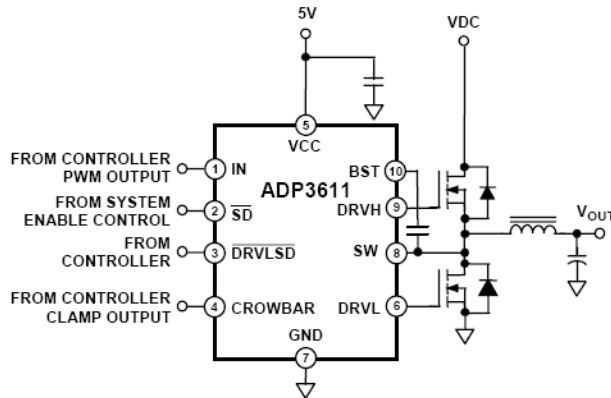 5V
VDC
5
VCC
FROM CONTROLLER
PWM OUTPUT
1
IN
BST
10
ADP3611
FROM SYSTEM
ENABLE CONTROL
2
SD
DRVH
9
VOUT
FROM
CONTROLLER
3
DRVLSD
SW
8
FROM CONTROLLER
CLAMP OUTPUT
4
CROWBAR
DRVL
6
GND
7